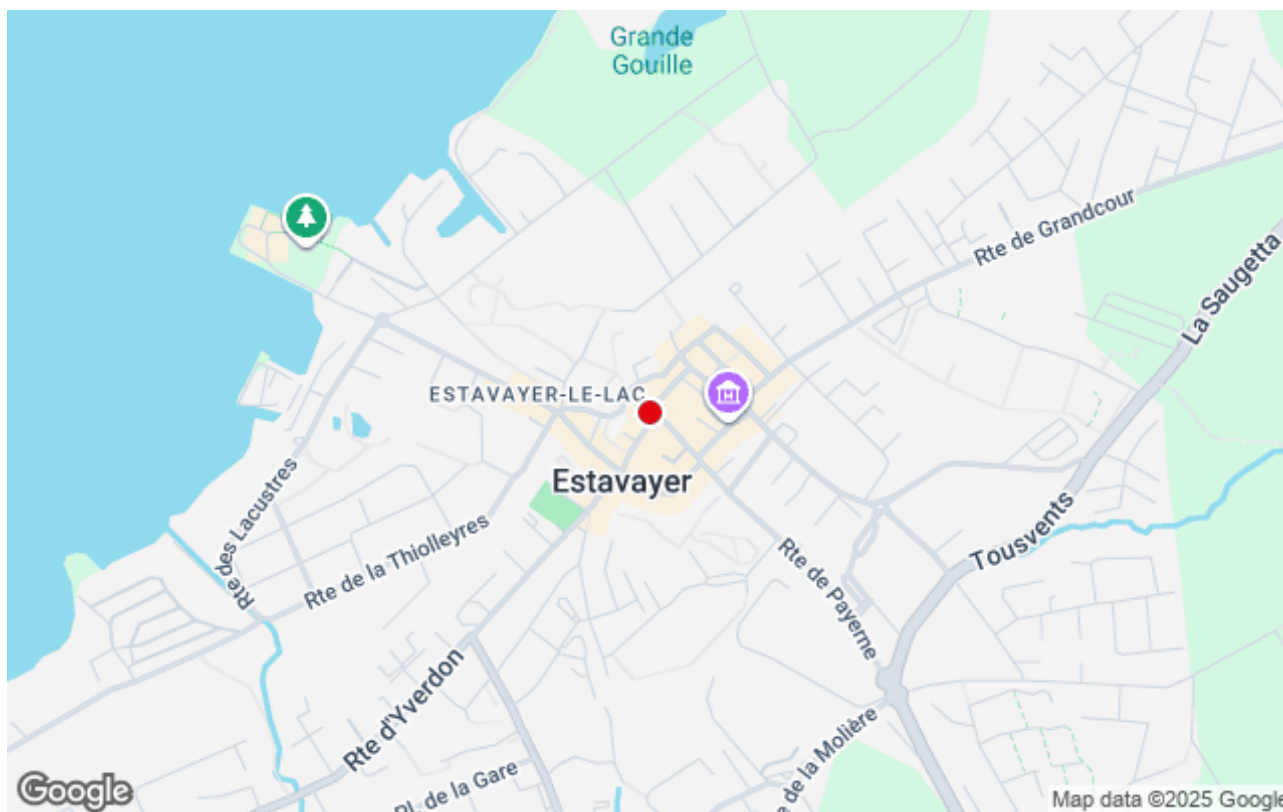 Grande
Gouille
Rte de Grandcour
La Saugetta
ESTAVAYER-LE-LAC
Estavayer
Rte des Lacustres
Rte de la Thiolleyres
Tousvents
Rte de Payerne
Rte d'Yverdon
e de la Molière
Pl. de la Gare
Google
Map data ©2025 Google